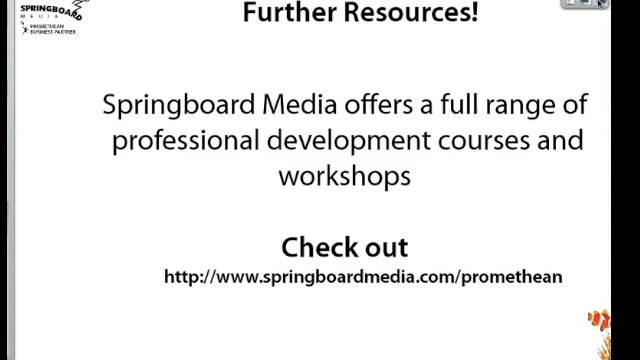 SPRINGBOARD
MEDIA
PROMETHEAN
BUSINESS PARTNER
Further Resources!
Springboard Media offers a full range of
professional development courses and
workshops
Check out
http://www.springboardmedia.com/promethean